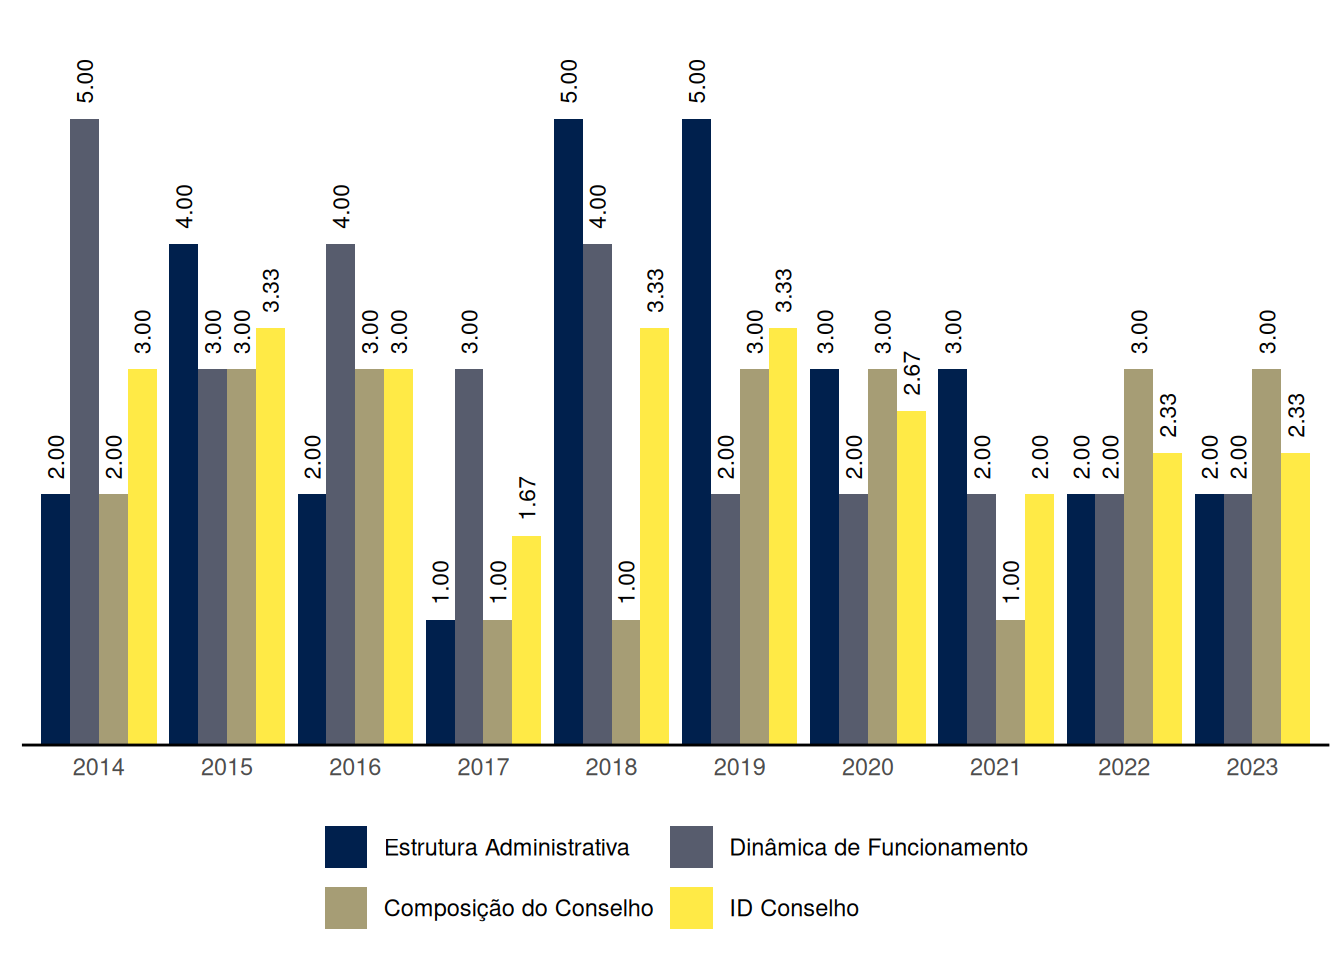 2.00 5.00 2.00 3.00
4.00 3.00 3.00 3.33
2.00 4.00 3.00 3.00
1.00 3.00 1.00 1.67
5.00 4.00 1.00 3.33
5.00 2.00 3.00 3.33
3.00 2.00 3.00 2.67
3.00 2.00 1.00 2.00
2.00 2.00 3.00 2.33
2.00 2.00 3.00 2.33
2014 2015 2016 2017 2018 2019 2020 2021 2022 2023
Estrutura Administrativa Dinâmica de Funcionamento
Composição do Conselho ID Conselho